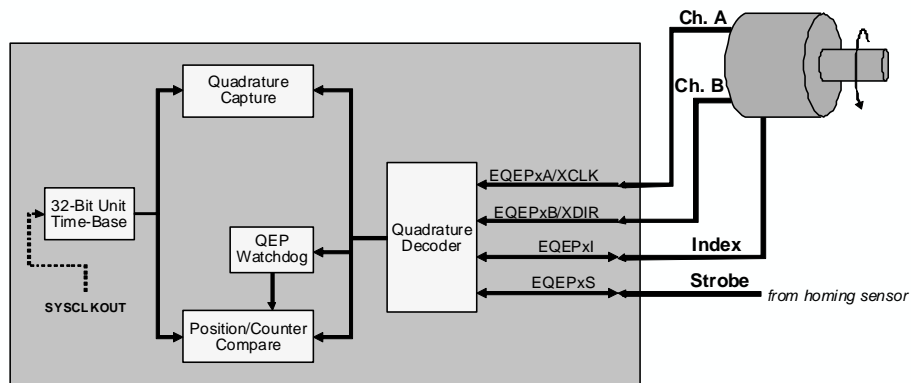 Ch. A
Quadrature
Capture
Ch. B
EQEPxA/XCLK
32-Bit Unit
Time-Base
EQEPxB/XDIR
Quadrature
Decoder
QEP
Watchdog
EQEPxI
Index
EQEPxS
Strobe
from homing sensor
SYSCLKOUT
Position/Counter
Compare